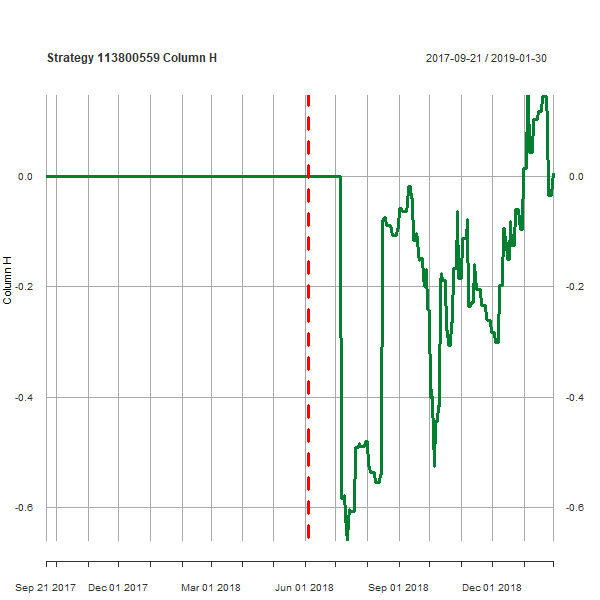 Strategy 113800559 Column H
2017-09-21 / 2019-01-30
Column H
0.0
-0.2
-0.4
-0.6
0.0
-0.2
-0.4
-0.6
Sep 21 2017
Dec 01 2017
Mar 01 2018
Jun 01 2018
Sep 01 2018
Dec 01 2018